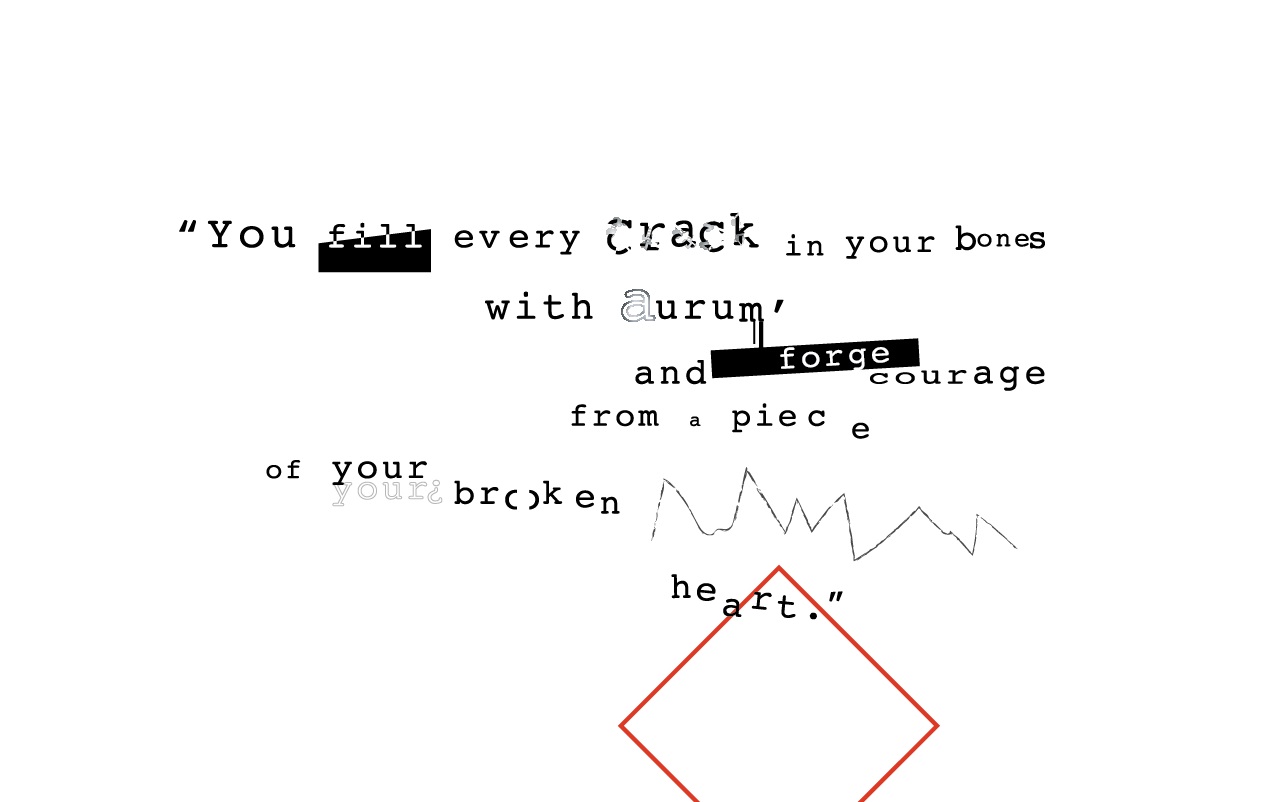 “You fill every crack in your bones
with aurum’
and forge courage
from a piece
of your
your¿ broken
heart.”